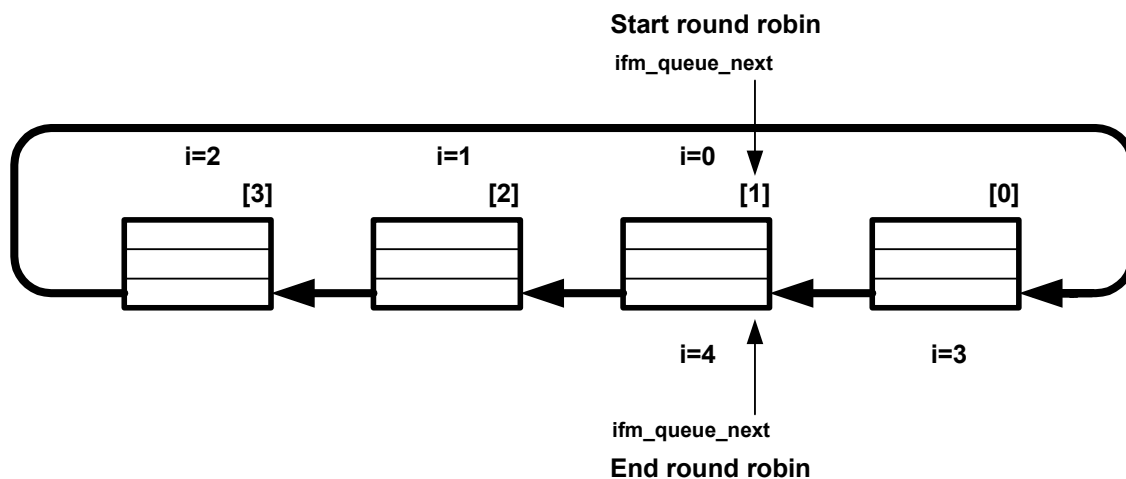 Start round robin
ifm_queue_next
i=2 i=1 i=0
[3] [2] [1] [0]
i=4 i=3
ifm_queue_next
End round robin